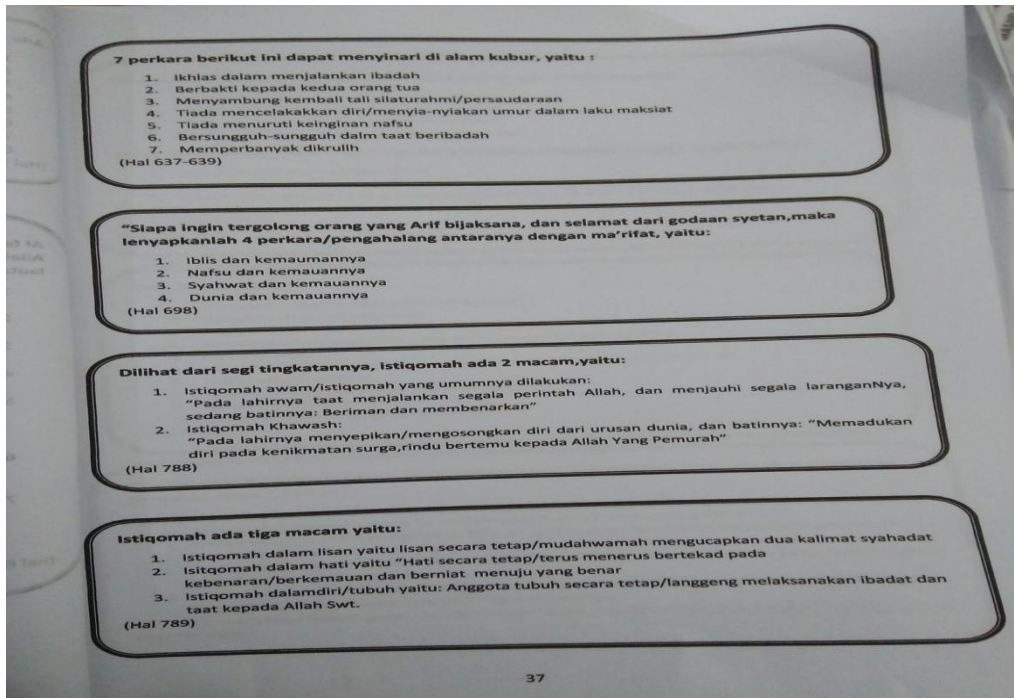 7 perkara berikut ini dapat menyinari di alam kubur, yaitu :
1. Ikhlas dalam menjalankan ibadah
2. Berbakti kepada kedua orang tua
3. Menyambung kembali tali silaturahmi/persaudaraan
4. Tiada mencelakakkan diri/menyia-nyiakan umur dalam laku maksiat
5. Tiada menuruti keinginan nafsu
6. Bersungguh-sungguh dalm taat beribadah
7. Memperbanyak dikrullh
(Hal 637-639)
"Siapa ingin tergolong orang yang Arif bijaksana, dan selamat dari godaan syetan,maka
lenyapkanlah 4 perkara/pengahalang antaranya dengan ma'rifat, yaitu:
1. Iblis dan kemaumannya
2. Nafsu dan kemauannya
3. Syahwat dan kemauannya
4. Dunia dan kemauannya
(Hal 698)
Dilihat dari segi tingkatannya, istiqomah ada 2 macam,yaitu:
1. Istiqomah awam/istiqomah yang umumnya dilakukan:
"Pada lahirnya taat menjalankan segala perintah Allah, dan menjauhi segala laranganNya,
sedang batinnya: Beriman dan membenarkan"
2. Istiqomah Khawash:
"Pada lahirnya menyepikan/mengosongkan diri dari urusan dunia, dan batinnya: "Memadukan
diri pada kenikmatan surga,rindu bertemu kepada Allah Yang Pemurah"
(Hal 788)
Istiqomah ada tiga macam yaitu:
1. Istiqomah dalam lisan yaitu lisan secara tetap/mudahwamah mengucapkan dua kalimat syahadat
2. Isitqomah dalam hati yaitu "Hati secara tetap/terus menerus bertekad pada
kebenaran/berkemauan dan berniat menuju yang benar
3. Istiqomah dalamdiri/tubuh yaitu: Anggota tubuh secara tetap/langgeng melaksanakan ibadat dan
taat kepada Allah Swt.
(Hal 789)
37